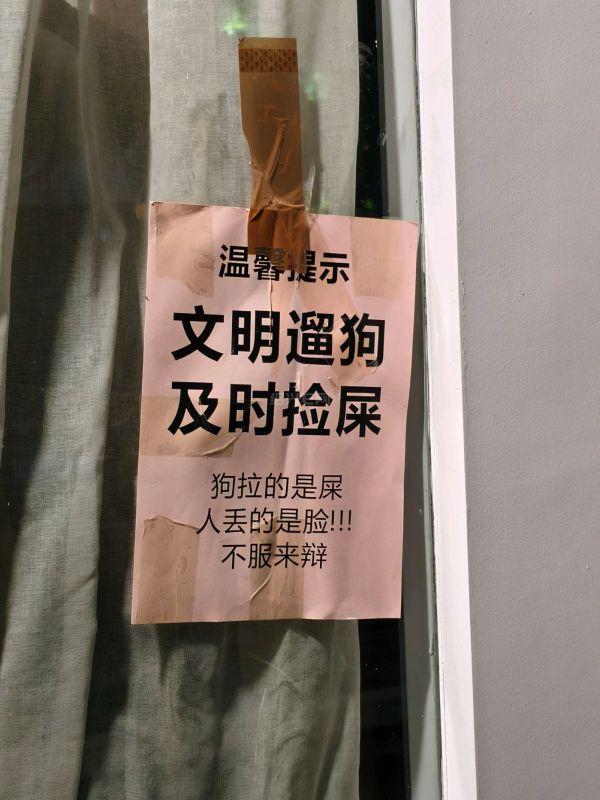 温馨提示
文明遛狗
及时捡屎
狗拉的是屎
人丢的是脸!!!
不服来辩